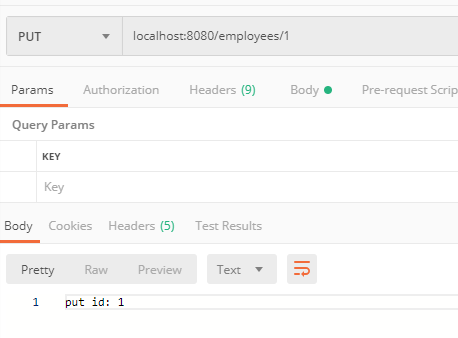 PUT localhost:8080/employees/1
Params Authorization Headers (9) Body Pre-request Scrip
Query Params
KEY
Key
Body Cookies Headers (5) Test Results
Pretty Raw Preview Text
1 put id: 1